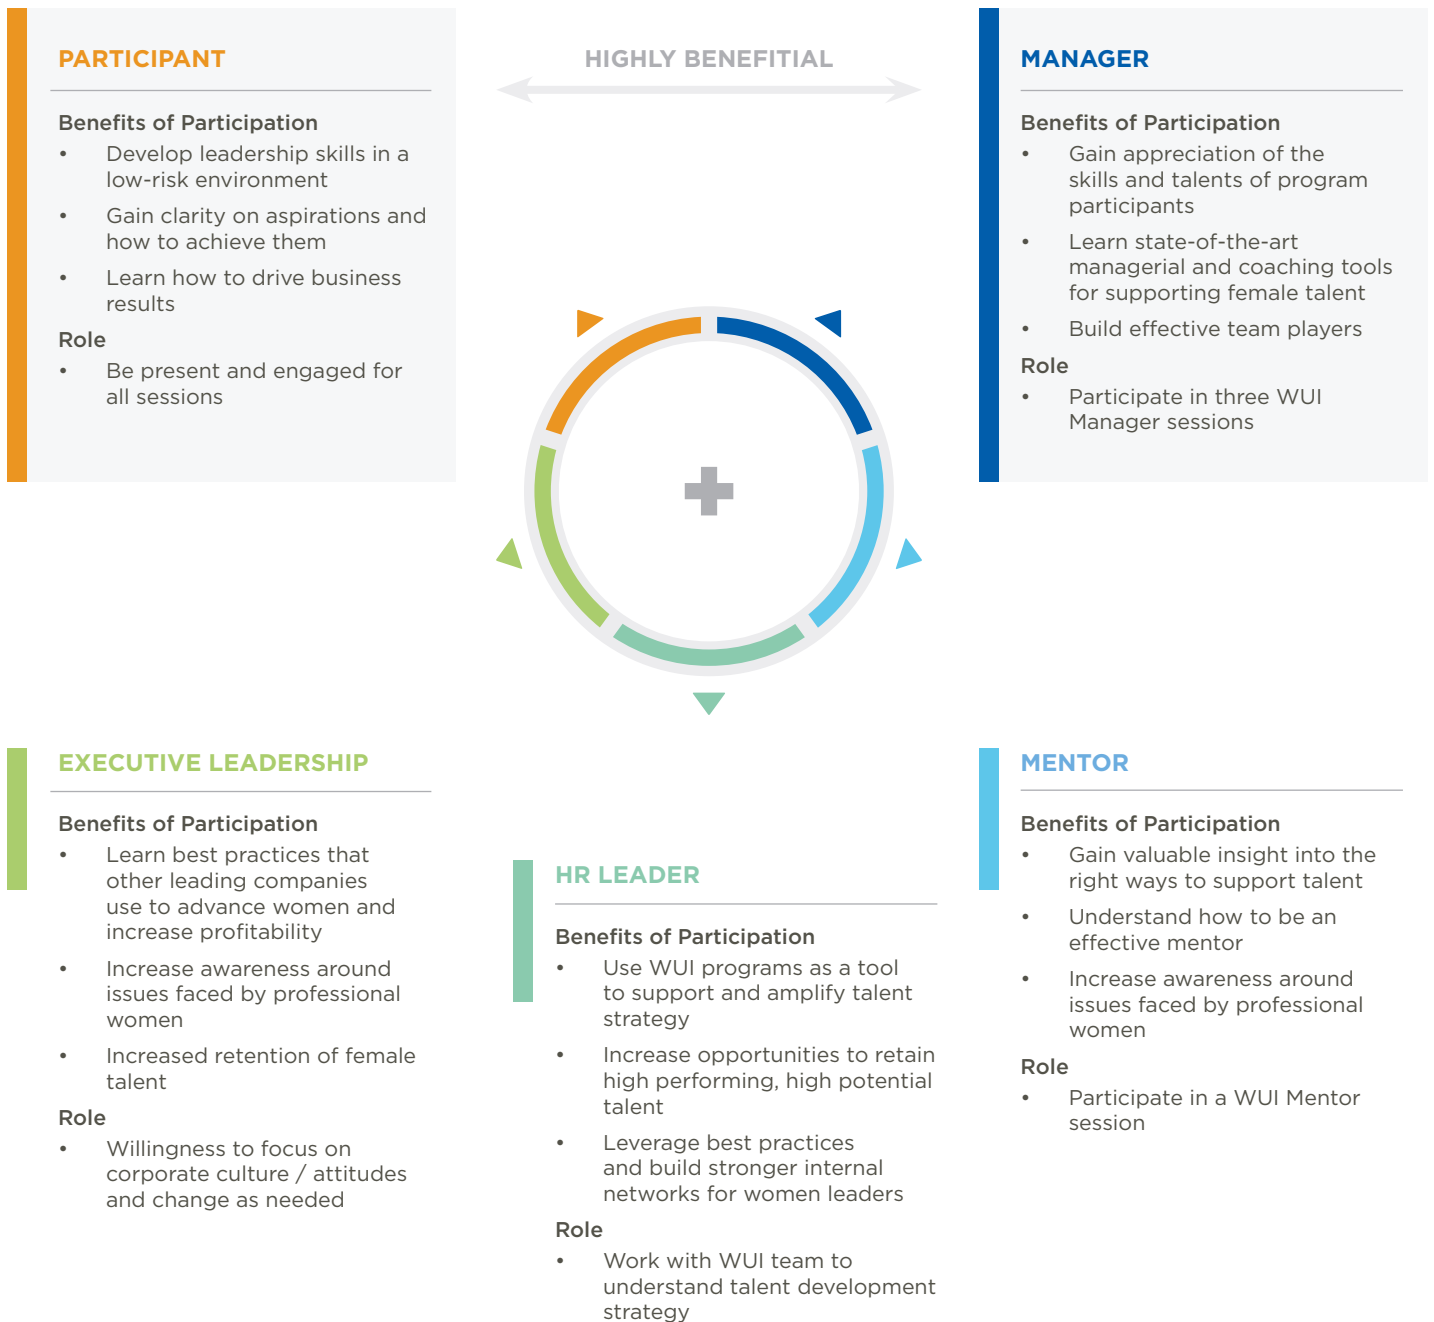 PARTICIPANT
Benefits of Participation
• Develop leadership skills in a
low-risk environment
• Gain clarity on aspirations and
how to achieve them
• Learn how to drive business
results
Role
• Be present and engaged for
all sessions
HIGHLY BENEFITIAL
MANAGER
Benefits of Participation
• Gain appreciation of the
skills and talents of program
participants
• Learn state-of-the-art
managerial and coaching tools
for supporting female talent
• Build effective team players
Role
• Participate in three WUI
Manager sessions
EXECUTIVE LEADERSHIP
Benefits of Participation
• Learn best practices that
other leading companies
use to advance women and
increase profitability
• Increase awareness around
issues faced by professional
women
• Increased retention of female
talent
Role
• Willingness to focus on
corporate culture / attitudes
and change as needed
HR LEADER
Benefits of Participation
• Use WUI programs as a tool
to support and amplify talent
strategy
• Increase opportunities to retain
high performing, high potential
talent
• Leverage best practices
and build stronger internal
networks for women leaders
Role
• Work with WUI team to
understand talent development
strategy
MENTOR
Benefits of Participation
• Gain valuable insight into the
right ways to support talent
• Understand how to be an
effective mentor
• Increase awareness around
issues faced by professional
women
Role
• Participate in a WUI Mentor
session